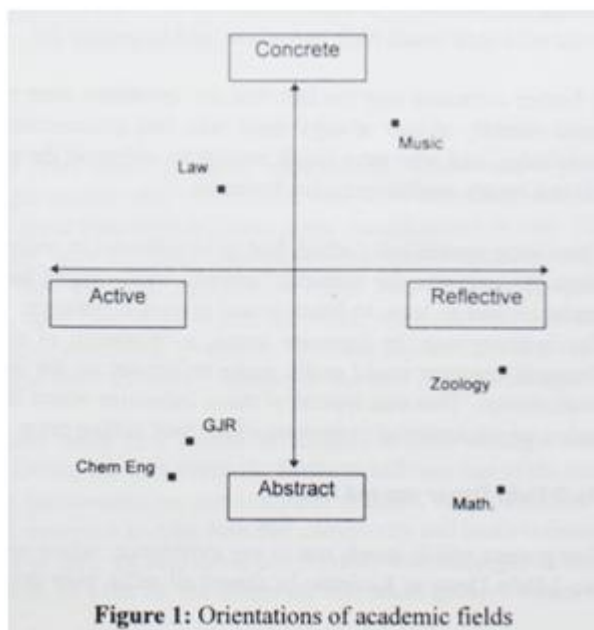 Concrete
Music
Law
Active
Reflective
Zoology
GJR
Chem Eng
Abstract
Math.
Figure 1: Orientations of academic fields